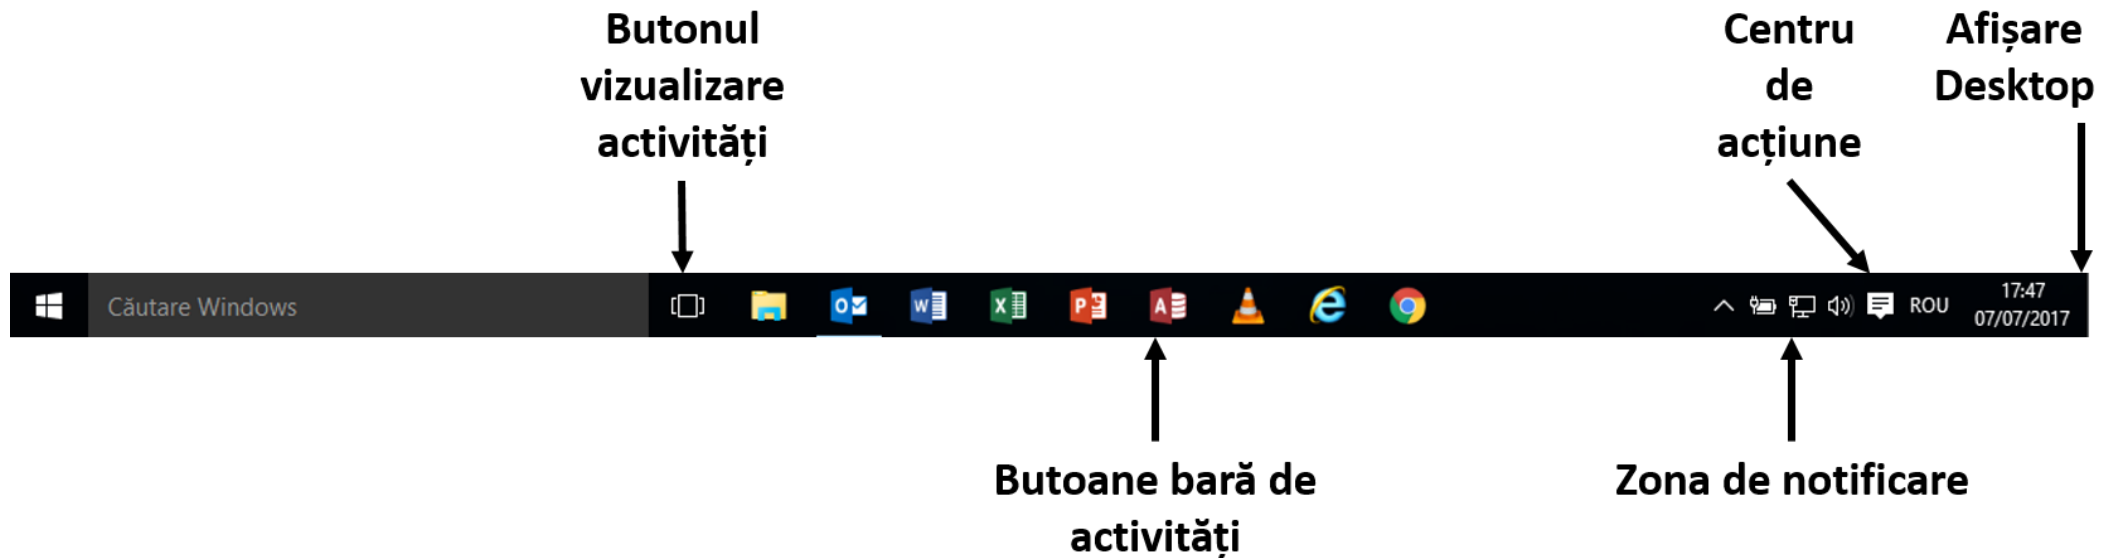 Butonul
vizualizare
activități
Centru
de
acțiune
Afișare
Desktop
Căutare Windows
ROU
17:47
07/07/2017
Butoane bară de
activități
Zona de notificare